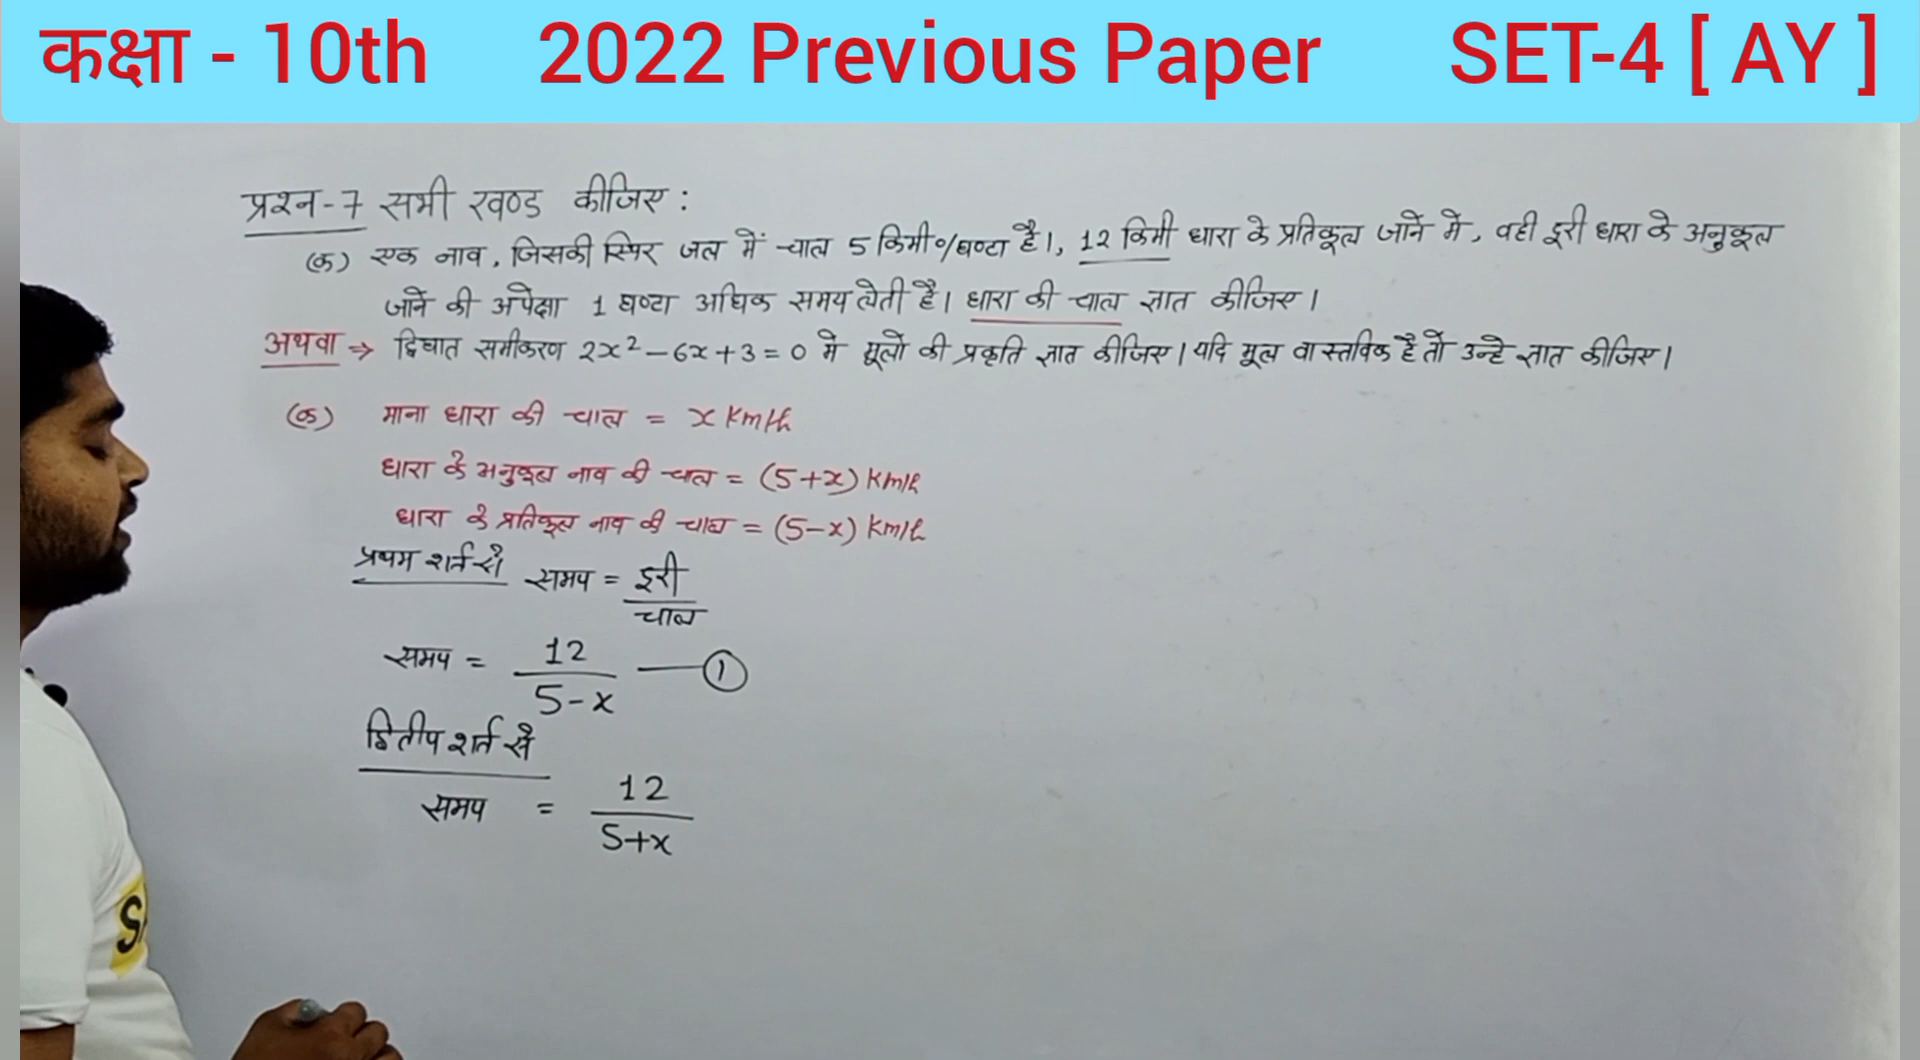 कक्षा - 10th 2022 Previous Paper SET-4 [ AY ]
प्रश्न-7 सभी खण्ड कीजिए :
(क) एक नाव, जिसकी स्थिर जल में चाल 5 किमी०/घण्टा है।, 12 किमी धारा के प्रतिकूल जाने मे, वही दूरी धारा के अनुकूल
जाने की अपेक्षा 1 घण्टा अधिक समय लेती है। धारा की चाल ज्ञात कीजिए।
अथवा ⇒ द्विघात समीकरण 2x² - 6x + 3 = 0 मे मूलो की प्रकृति ज्ञात कीजिए। यदि मूल वास्तविक है तो उन्हे ज्ञात कीजिए।
(क) माना धारा की चाल = x Km/h
धारा के अनुकूल नाव की चाल = (5+x) Km/h
धारा के प्रतिकूल नाव की चाल = (5-x) Km/h
प्रथम शर्त से समय = दूरी
चाल
समय = 12 — ①
5-x
द्वितीय शर्त से
समय = 12
5+x
S